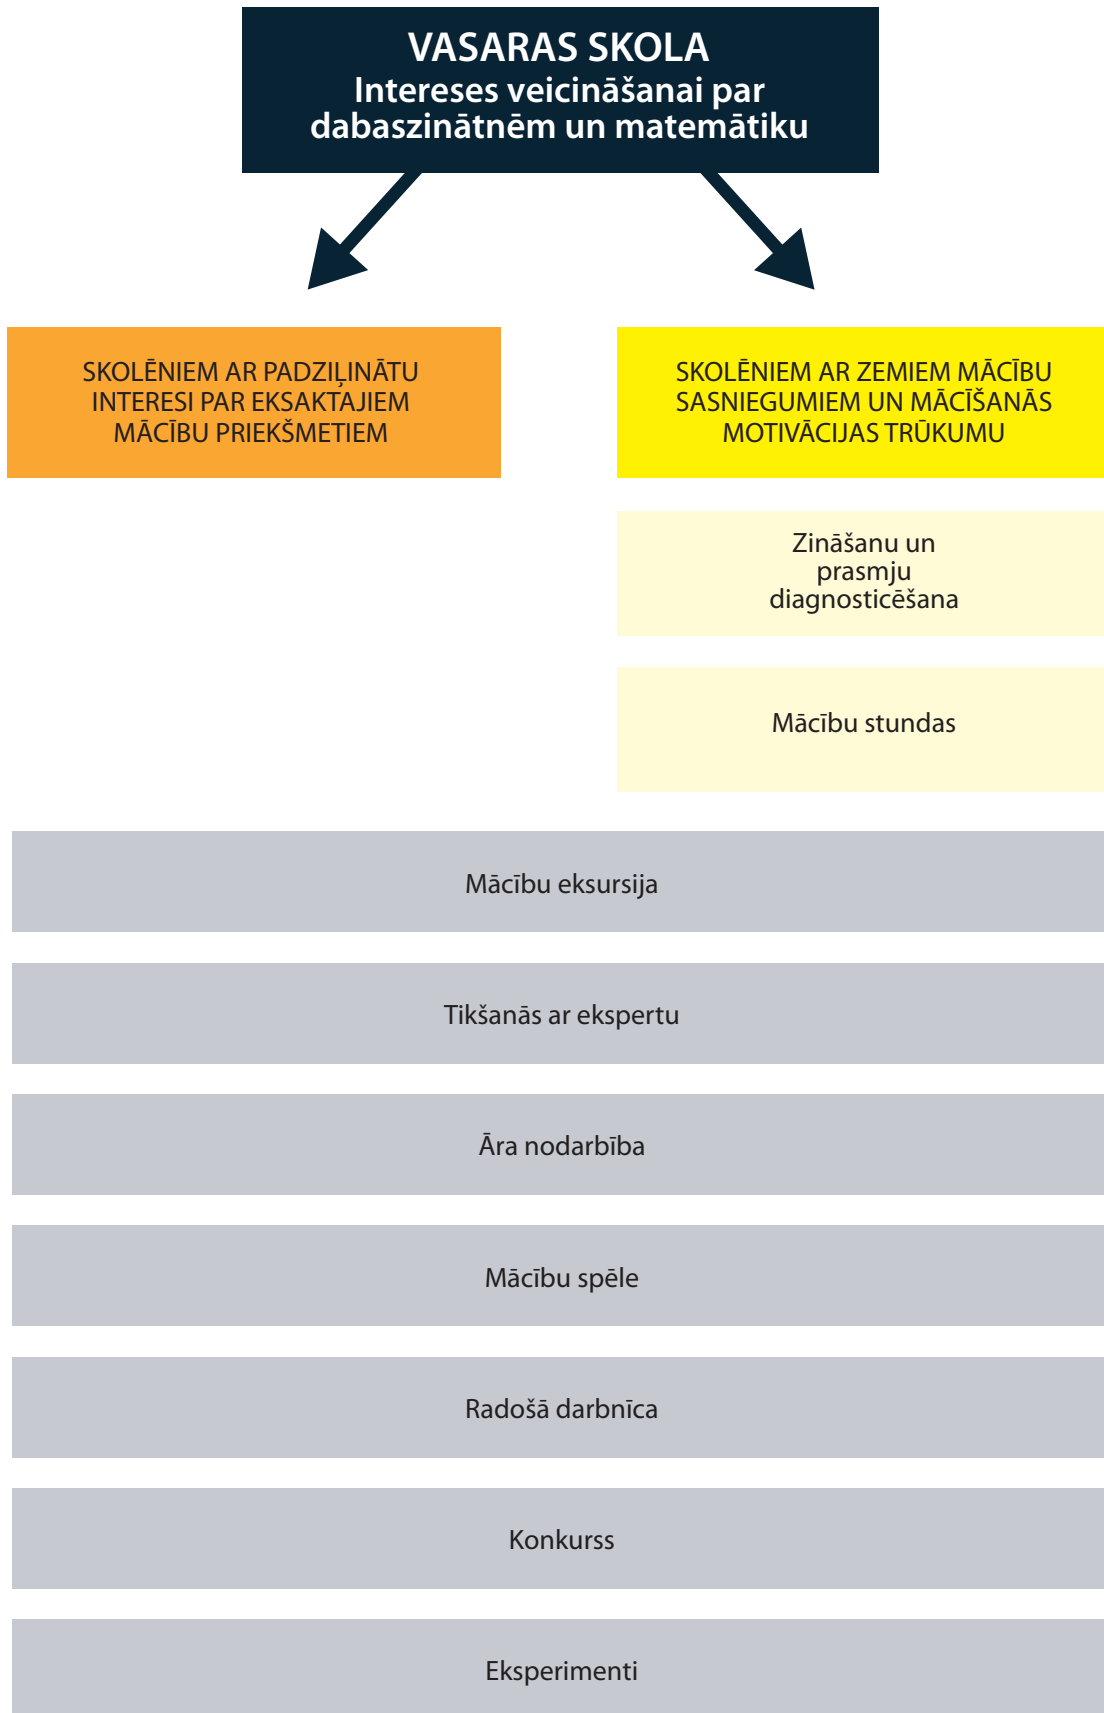 VASARAS SKOLA
Intereses veicināšanai par
dabaszinātnēm un matemātiku
SKOLĒNIEM AR PADZIĻINĀTU
INTERESI PAR EKSAKTAJIEM
MĀCĪBU PRIEKŠMETIEM
SKOLĒNIEM AR ZEMIEM MĀCĪBU
SASNIEGUMIEM UN MĀCĪŠANĀS
MOTIVĀCIJAS TRŪKUMU
Zināšanu un
prasmju
diagnosticēšana
Mācību stundas
Mācību eksursija
Tikšanās ar ekspertu
Āra nodarbība
Mācību spēle
Radošā darbnīca
Konkurss
Eksperimenti